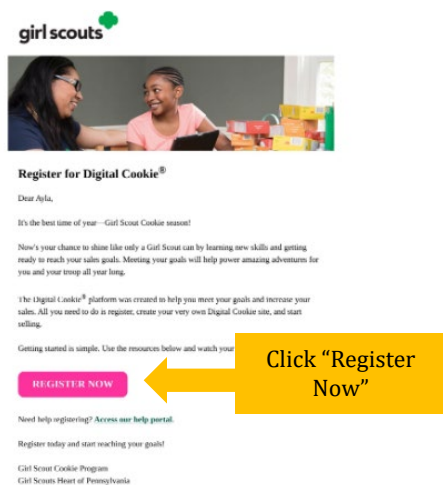 girl scouts
Register for Digital Cookie®
Dear Ayla,
It's the best time of year—Girl Scout Cookie season!
Now's your chance to shine like only a Girl Scout can by learning new skills and getting
ready to reach your sales goals. Meeting your goals will help power amazing adventures for
you and your troop all year long.
The Digital Cookie® platform was created to help you meet your goals and increase your
sales. All you need to do is register, create your very own Digital Cookie site, and start
selling.
Getting started is simple. Use the resources below and watch your
Click “Register
Now”
REGISTER NOW
Need help registering? Access our help portal.
Register today and start reaching your goals!
Girl Scout Cookie Program
Girl Scouts Heart of Pennsylvania